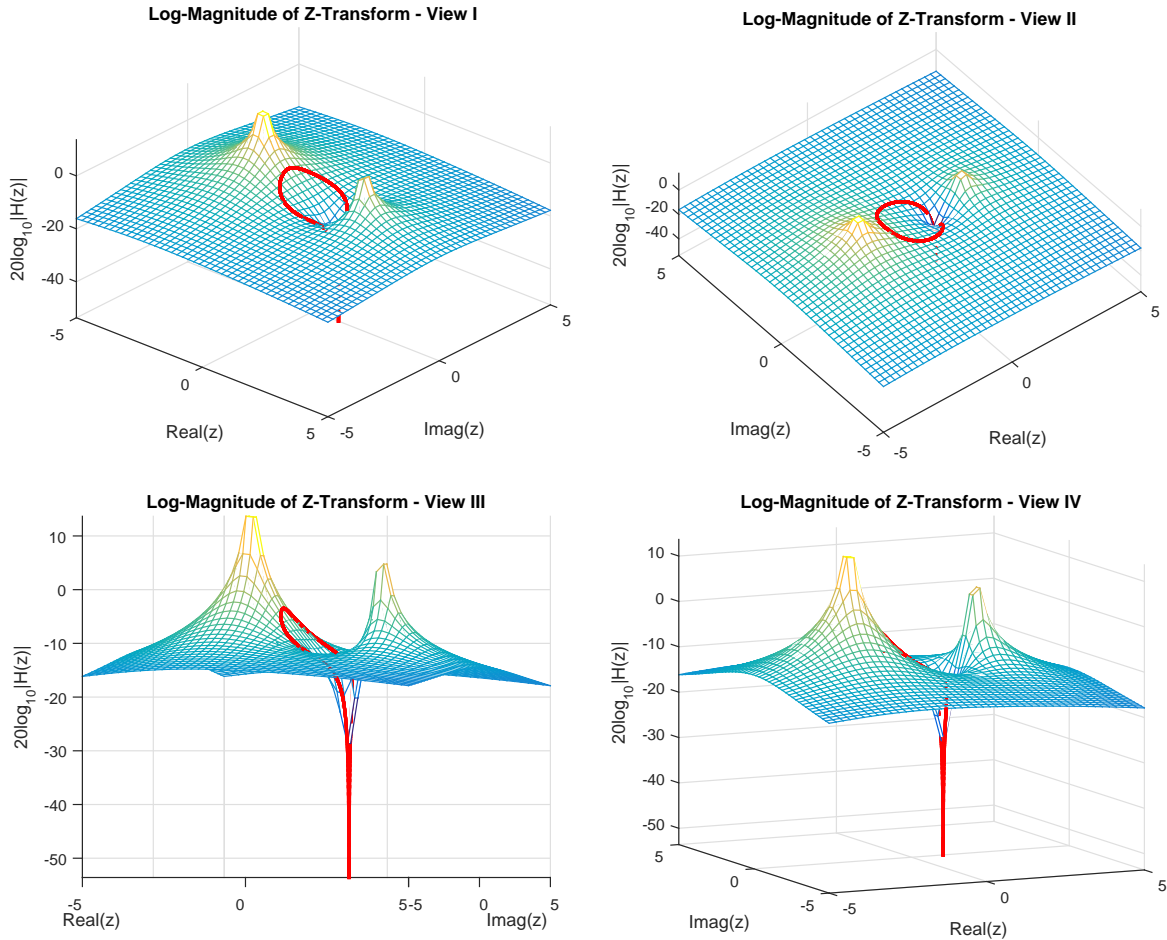 Log-Magnitude of Z-Transform - View I
0
-20
-40
20log10|H(z)|
-5
0
5
Real(z)
-5
0
5
Imag(z)
Log-Magnitude of Z-Transform - View II
0
-20
-40
20log10|H(z)|
5
0
-5
Imag(z)
-5
0
5
Real(z)
Log-Magnitude of Z-Transform - View III
10
0
-10
-20
-30
-40
-50
20log10|H(z)|
-5
0
5
Real(z)
-5
0
5
Imag(z)
Log-Magnitude of Z-Transform - View IV
10
0
-10
-20
-30
-40
-50
20log10|H(z)|
5
0
-5
Imag(z)
-5
0
5
Real(z)